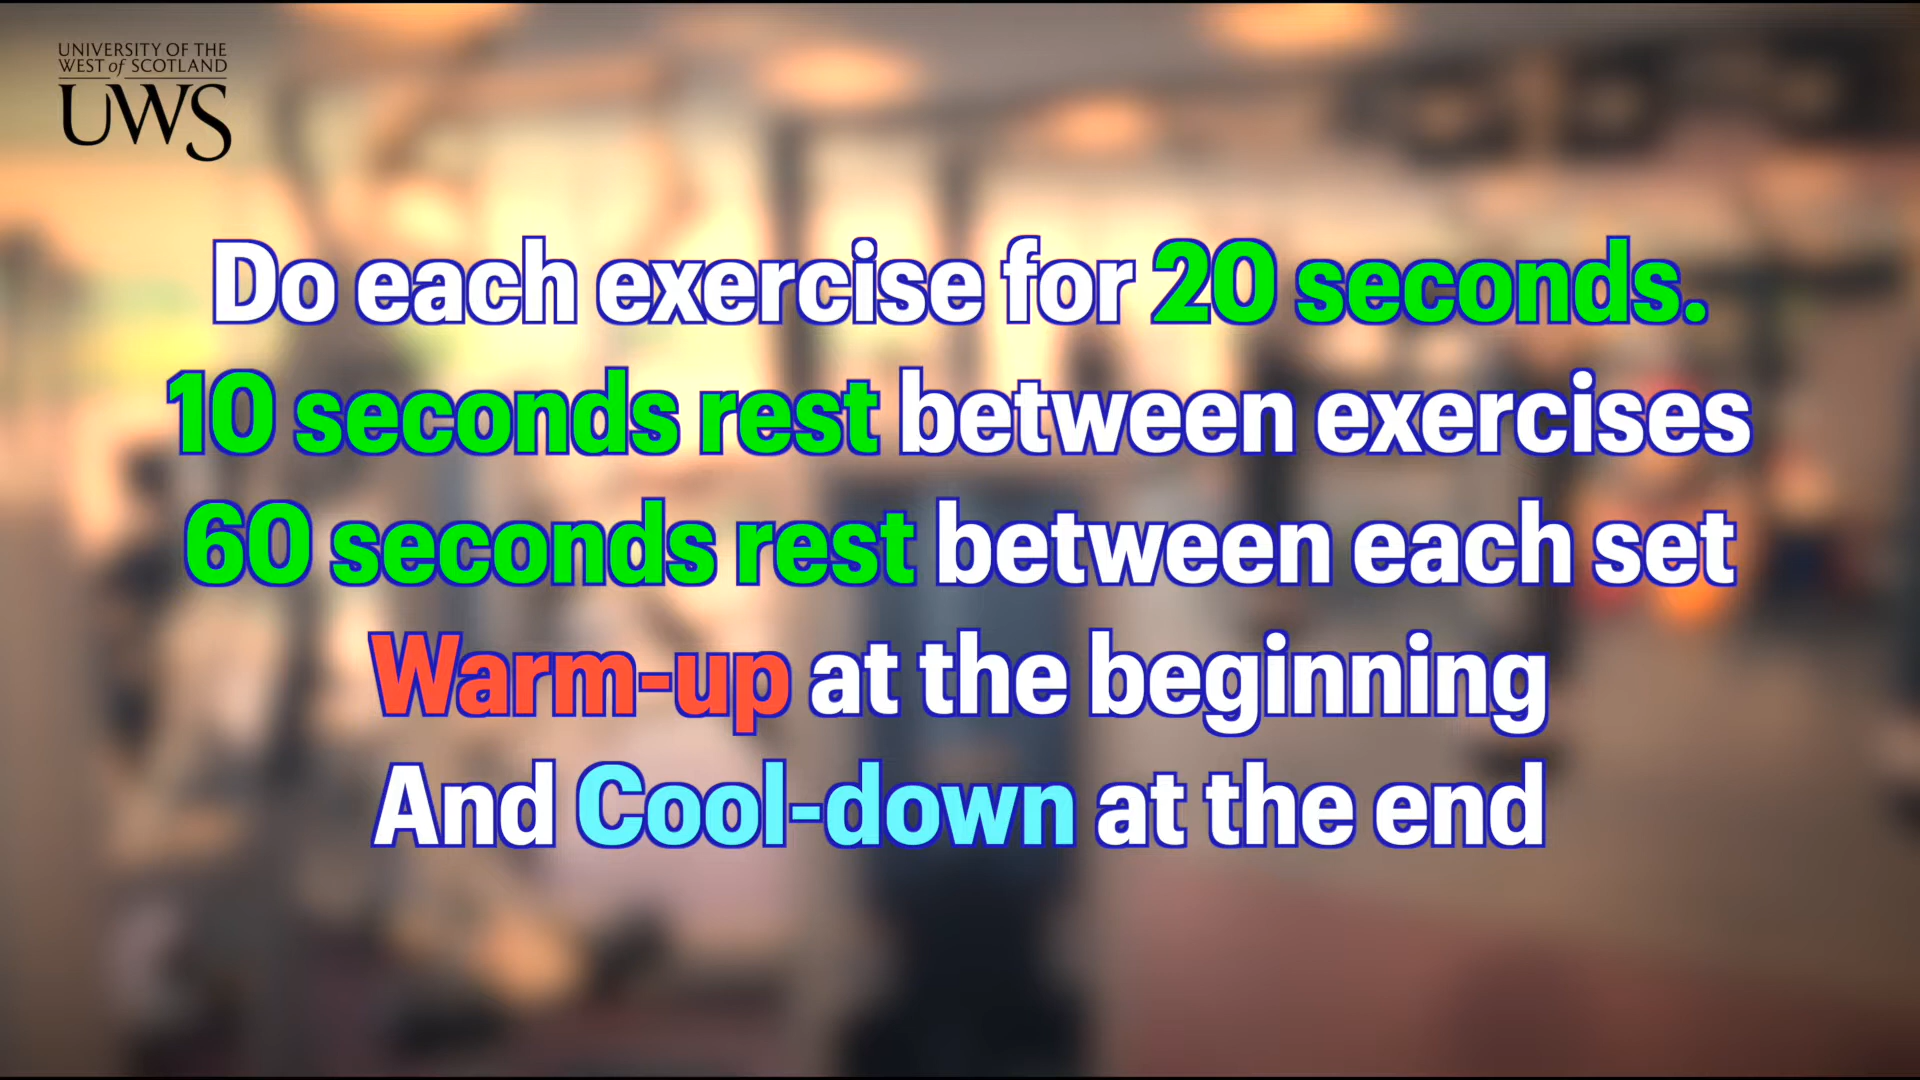 UNIVERSITY OF THE
WEST of SCOTLAND
UWS
Do each exercise for 20 seconds.
10 seconds rest between exercises
60 seconds rest between each set
Warm-up at the beginning
And Cool-down at the end